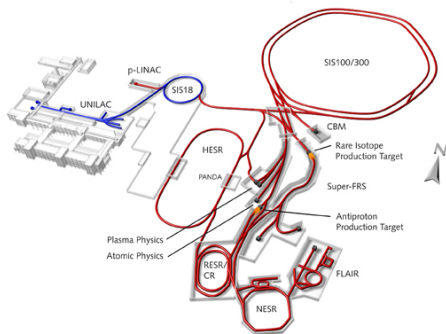 p-LINAC
SIS18
SIS100/300
UNILAC
CBM
HESR
Rare Isotope
Production Target
PANDA
Super-FRS
Plasma Physics
Atomic Physics
Antiproton
Production Target
RESR/
CR
FLAIR
NESR
N